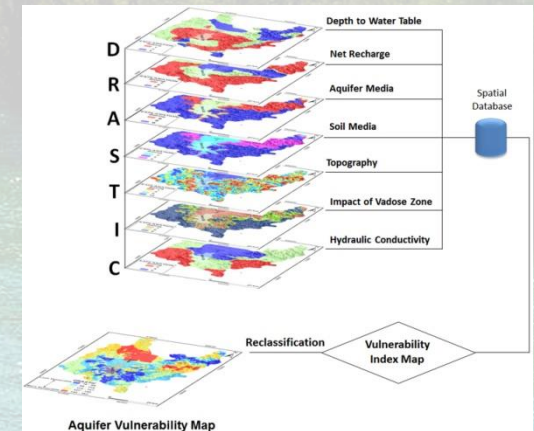 D
Depth to Water Table
R
Net Recharge
A
Aquifer Media
S
Soil Media
T
Topography
I
Impact of Vadose Zone
C
Hydraulic Conductivity
Spatial
Database
Reclassification
Vulnerability
Index Map
Aquifer Vulnerability Map